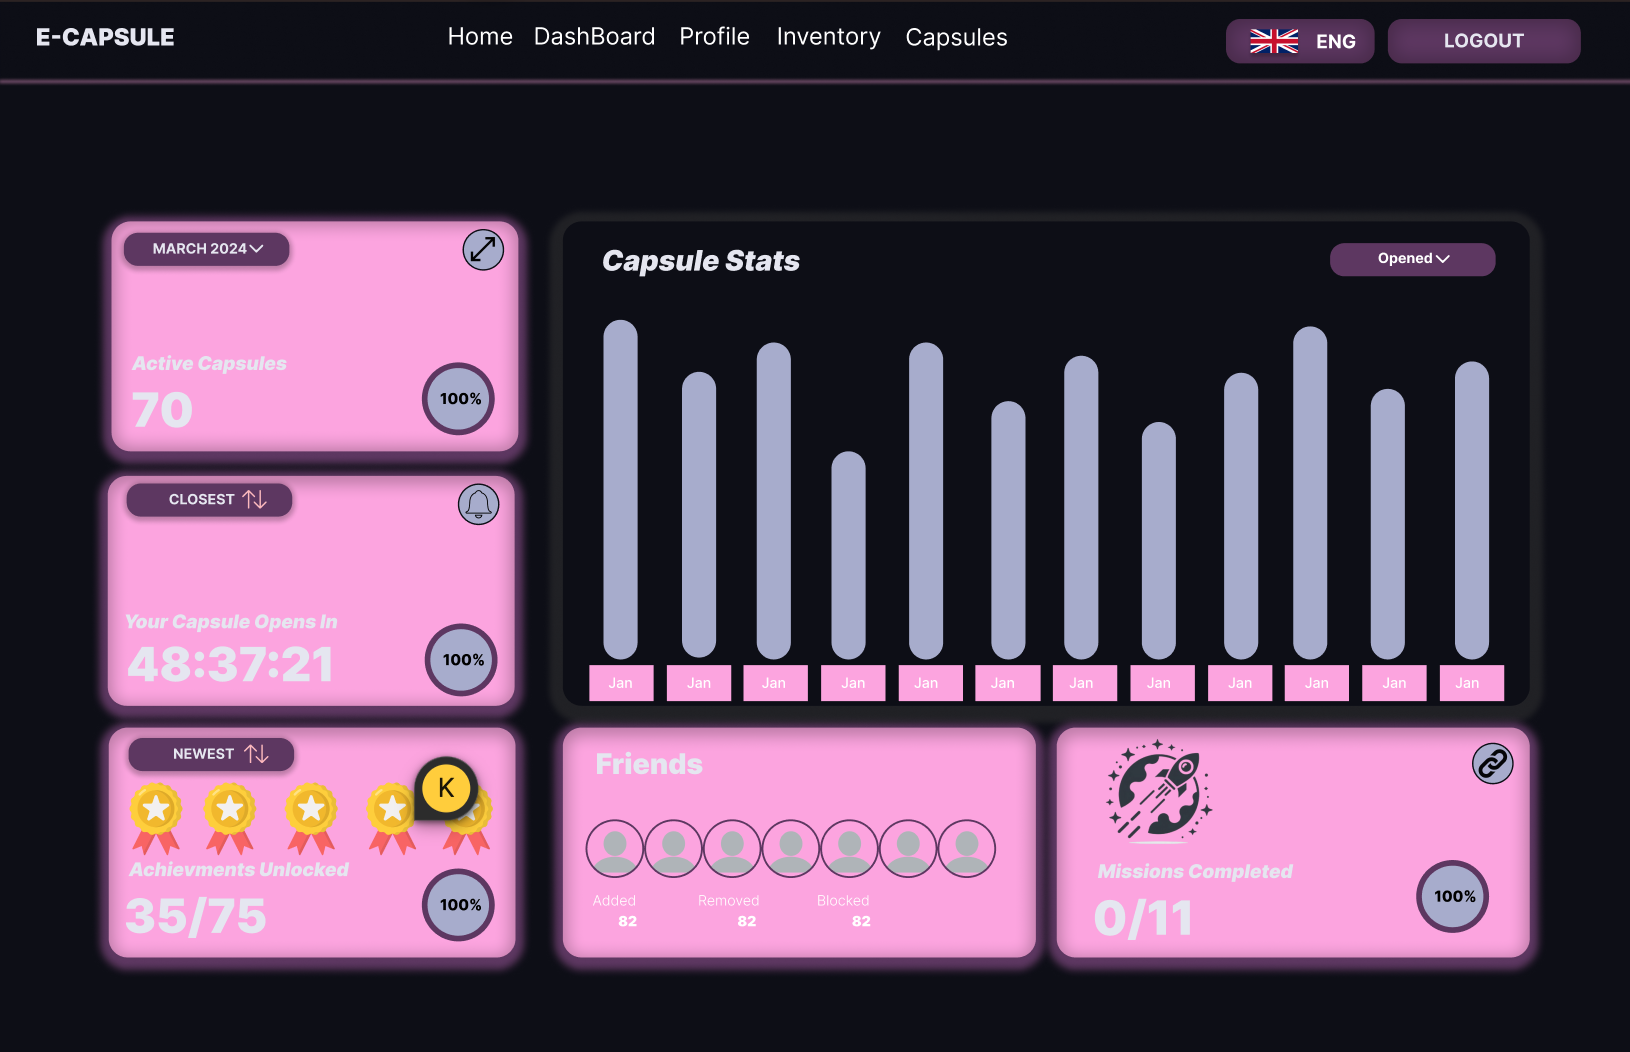 E-CAPSULE
Home DashBoard Profile Inventory Capsules
ENG
LOGOUT
MARCH 2024
Active Capsules
70
100%
CLOSEST
Your Capsule Opens In
48:37:21
100%
NEWEST
K
Achievments Unlocked
35/75
100%
Capsule Stats
Opened
Jan Jan Jan Jan Jan Jan Jan Jan Jan Jan Jan Jan
Friends
Added Removed Blocked
82 82 82
Missions Completed
0/11
100%